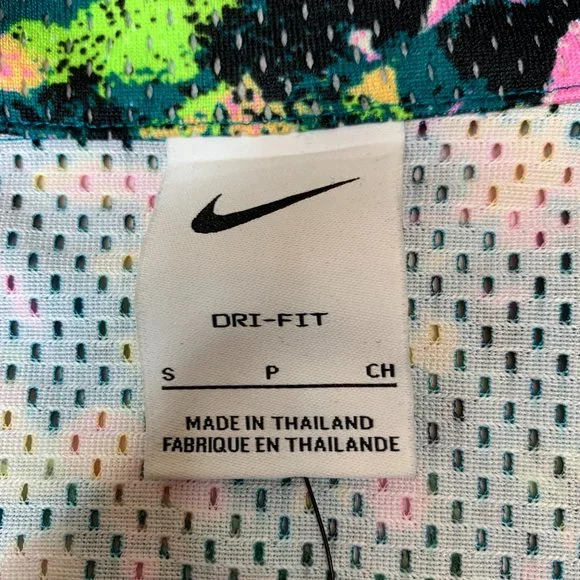 DRI-FIT
S P CH
MADE IN THAILAND
FABRIQUE EN THAILANDE